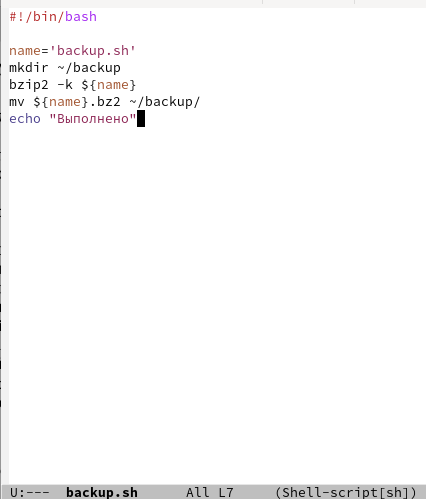 #!/bin/bash
name='backup.sh'
mkdir ~/backup
bzip2 -k ${name}
mv ${name}.bz2 ~/backup/
echo "Выполнено"
U:--- backup.sh All L7 (Shell-script[sh])